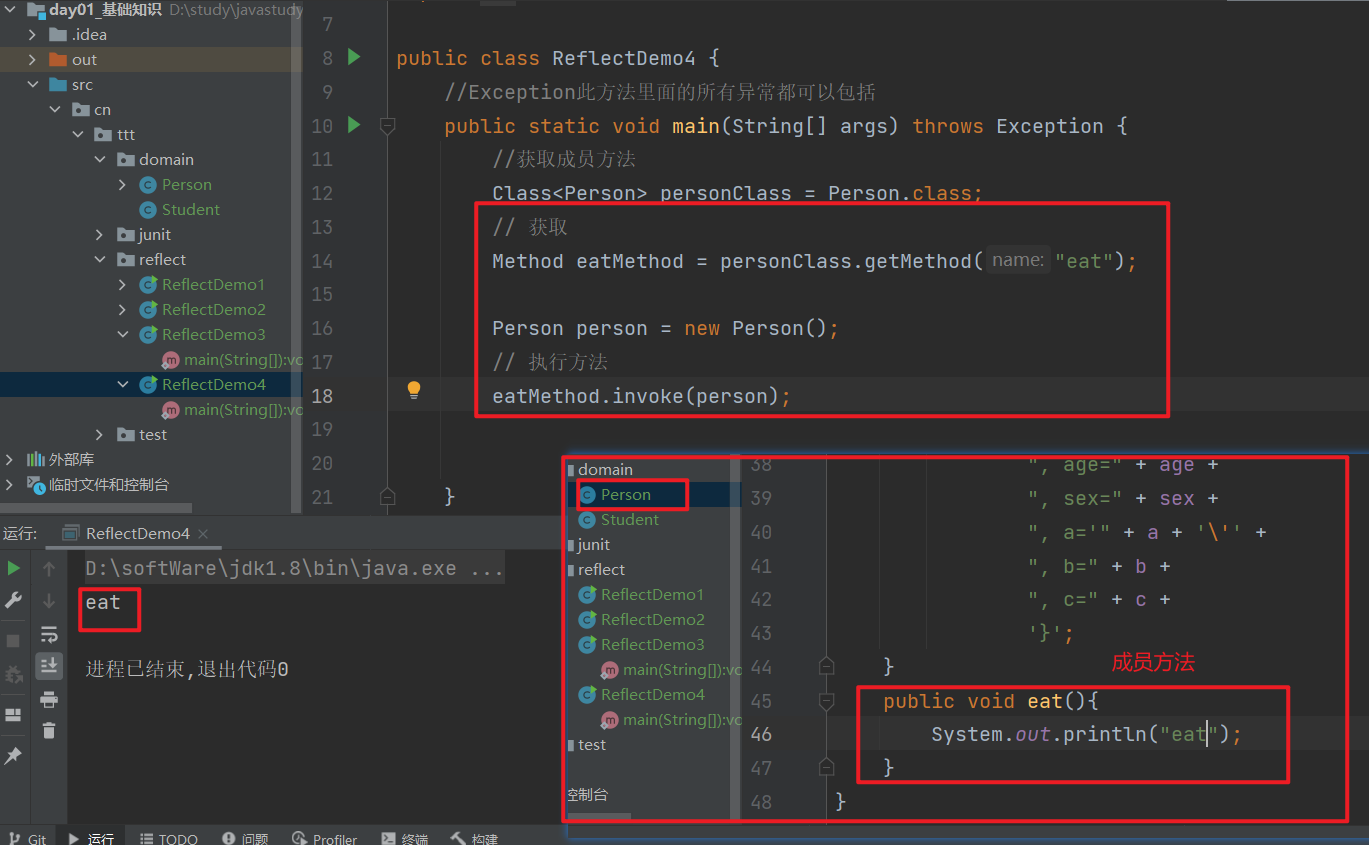 day01_基础知识 D:\study\javastudy
.idea
out
src
cn
ttt
domain
Person
Student
junit
reflect
ReflectDemo1
ReflectDemo2
ReflectDemo3
main(String[]):vo
ReflectDemo4
main(String[]):vo
test
外部库
临时文件和控制台
7
8 public class ReflectDemo4 {
9 //Exception此方法里面的所有异常都可以包括
10 public static void main(String[] args) throws Exception {
11 //获取成员方法
12 Class<Person> personClass = Person.class;
13 // 获取
14 Method eatMethod = personClass.getMethod( name: "eat");
15
16 Person person = new Person();
17 // 执行方法
18 eatMethod.invoke(person);
19
20
21 }
运行: ReflectDemo4
D:\softWare\jdk1.8\bin\java.exe ...
eat
进程已结束,退出代码0
domain
Person
Student
junit
reflect
ReflectDemo1
ReflectDemo2
ReflectDemo3
main(String[]):vo
ReflectDemo4
main(String[]):vo
test
控制台
38 ", age=" + age +
39 ", sex=" + sex +
40 ", a='" + a + '\'' +
41 ", b=" + b +
42 ", c=" + c +
43 '}';
44 }
成员方法
45 public void eat(){
46 System.out.println("eat");
47 }
48 }
Git 运行 TODO 问题 Profiler 终端 构建